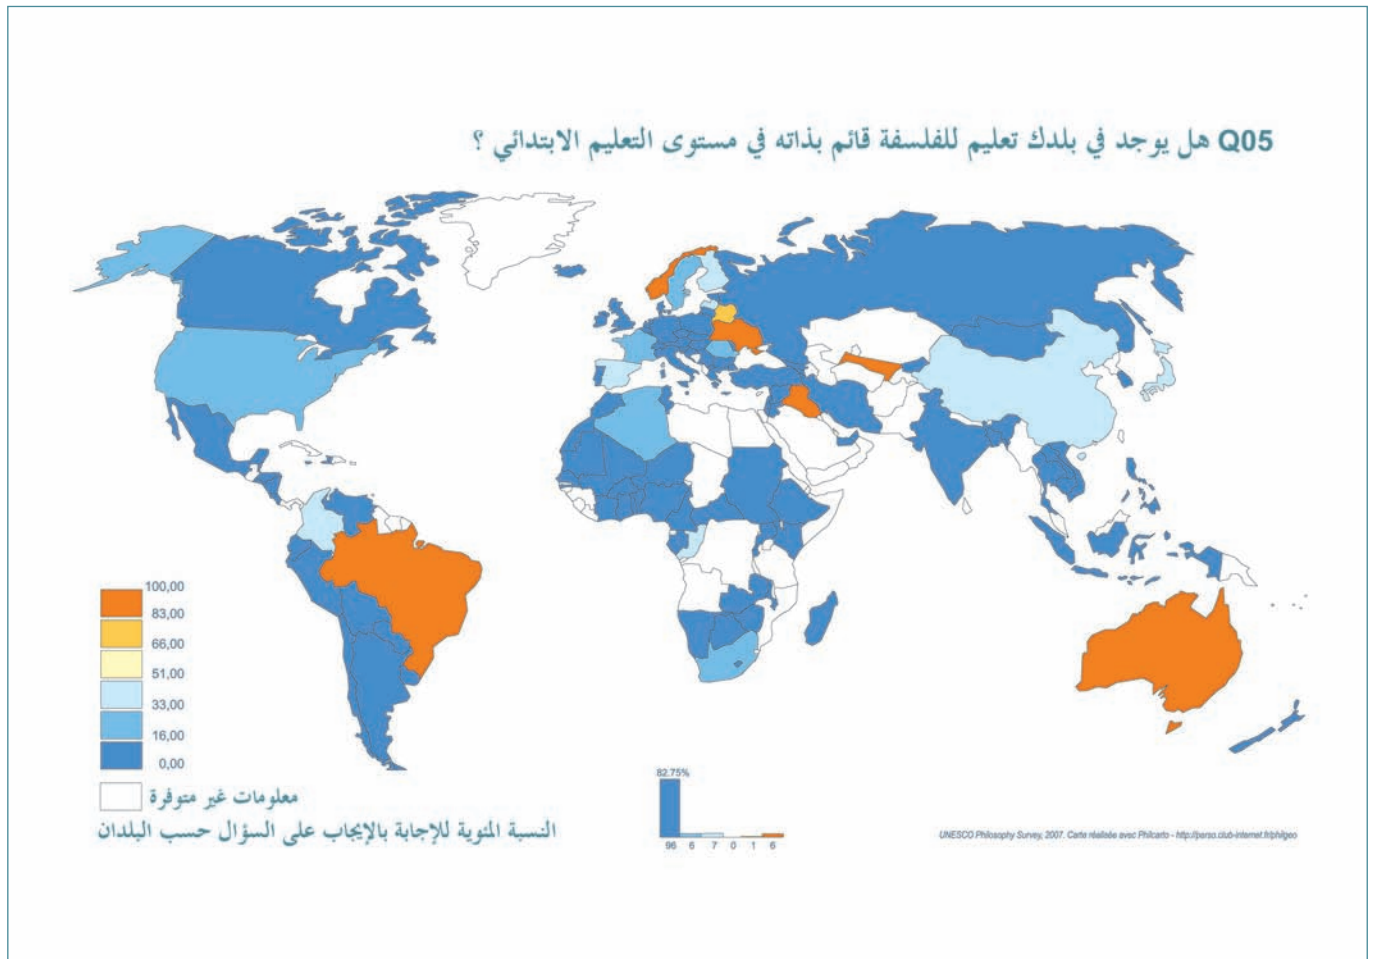 Q05 هل يوجد في بلدك تعليم للفلسفة قائم بذاته في مستوى التعليم الابتدائي ؟
100,00
83,00
66,00
51,00
33,00
16,00
0,00
معلومات غير متوفرة
النسبة المئوية للإجابة بالإيجاب على السؤال حسب البلدان
82.75%
96 6 7 0 1 6
UNESCO Philosophy Survey, 2007. Carte réalisée avec Philcarto - http://perso.club-internet.fr/philgeo